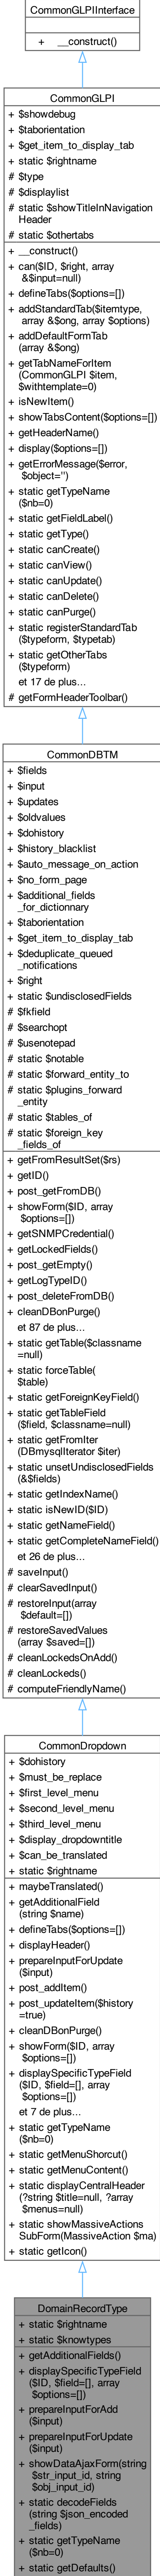 CommonGLPIInterface
+ __construct()
CommonGLPI
+ $showdebug
+ $taborientation
+ $get_item_to_display_tab
+ static $rightname
# $type
# $displaylist
# static $showTitleInNavigation
Header
# static $othertabs
+ __construct()
+ can($ID, $right, array
&$input=null)
+ defineTabs($options=[])
+ addStandardTab($itemtype,
array &$ong, array $options)
+ addDefaultFormTab
(array &$ong)
+ getTabNameForItem
(CommonGLPI $item,
$withtemplate=0)
+ isNewItem()
+ showTabsContent($options=[])
+ getHeaderName()
+ display($options=[])
+ getErrorMessage($error,
$object='')
+ static getTypeName
($nb=0)
+ static getFieldLabel()
+ static getType()
+ static canCreate()
+ static canView()
+ static canUpdate()
+ static canDelete()
+ static canPurge()
+ static registerStandardTab
($typeform, $typetab)
+ static getOtherTabs
($typeform)
et 17 de plus...
# getFormHeaderToolbar()
CommonDBTM
+ $fields
+ $input
+ $updates
+ $oldvalues
+ $dohistory
+ $history_blacklist
+ $auto_message_on_action
+ $no_form_page
+ $additional_fields
_for_dictionnary
+ $taborientation
+ $get_item_to_display_tab
+ $deduplicate_queued
_notifications
+ $right
+ static $undisclosedFields
# $fkfield
# $searchopt
# $usenotepad
# static $notable
# static $forward_entity_to
# static $plugins_forward
_entity
# static $tables_of
# static $foreign_key
_fields_of
+ getFromResultSet($rs)
+ getID()
+ post_getFromDB()
+ showForm($ID, array
$options=[])
+ getSNMPCredential()
+ getLockedFields()
+ post_getEmpty()
+ getLogTypeID()
+ post_deleteFromDB()
+ cleanDBonPurge()
et 87 de plus...
+ static getTable($classname
=null)
+ static forceTable(
$table)
+ static getForeignKeyField()
+ static getTableField
($field, $classname=null)
+ static getFromIter
(DBmysqlIterator $iter)
+ static unsetUndisclosedFields
(&$fields)
+ static getIndexName()
+ static isNewID($ID)
+ static getNameField()
+ static getCompleteNameField()
et 26 de plus...
# saveInput()
# clearSavedInput()
# restoreInput(array
$default=[])
# restoreSavedValues
(array $saved=[])
# cleanLockedsOnAdd()
# cleanLockeds()
# computeFriendlyName()
CommonDropdown
+ $dohistory
+ $must_be_replace
+ $first_level_menu
+ $second_level_menu
+ $third_level_menu
+ $display_dropdowntitle
+ $can_be_translated
+ static $rightname
+ maybeTranslated()
+ getAdditionalField
(string $name)
+ defineTabs($options=[])
+ displayHeader()
+ prepareInputForUpdate
($input)
+ post_addItem()
+ post_updateItem($history
=true)
+ cleanDBonPurge()
+ showForm($ID, array
$options=[])
+ displaySpecificTypeField
($ID, $field=[], array
$options=[])
et 7 de plus...
+ static getTypeName
($nb=0)
+ static getMenuShorcut()
+ static getMenuContent()
+ static displayCentralHeader
(?string $title=null, ?array
$menus=null)
+ static showMassiveActions
SubForm(MassiveAction $ma)
+ static getIcon()
DomainRecordType
+ static $rightname
+ static $knowtypes
+ getAdditionalFields()
+ displaySpecificTypeField
($ID, $field=[], array
$options=[])
+ prepareInputForAdd
($input)
+ prepareInputForUpdate
($input)
+ showDataAjaxForm(string
$str_input_id, string
$obj_input_id)
+ static decodeFields
(string $json_encoded
_fields)
+ static getTypeName
($nb=0)
+ static getDefaults()